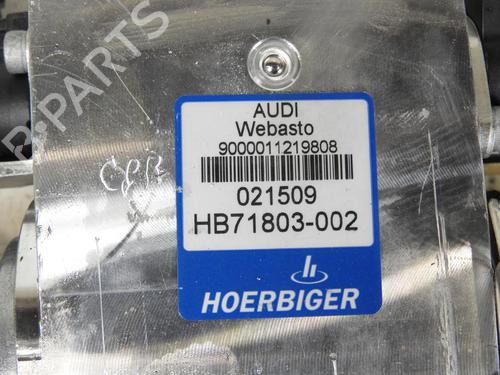 AUDI
Webasto
9000011219808
021509
HB71803-002
HOERBIGER
B-PARTS